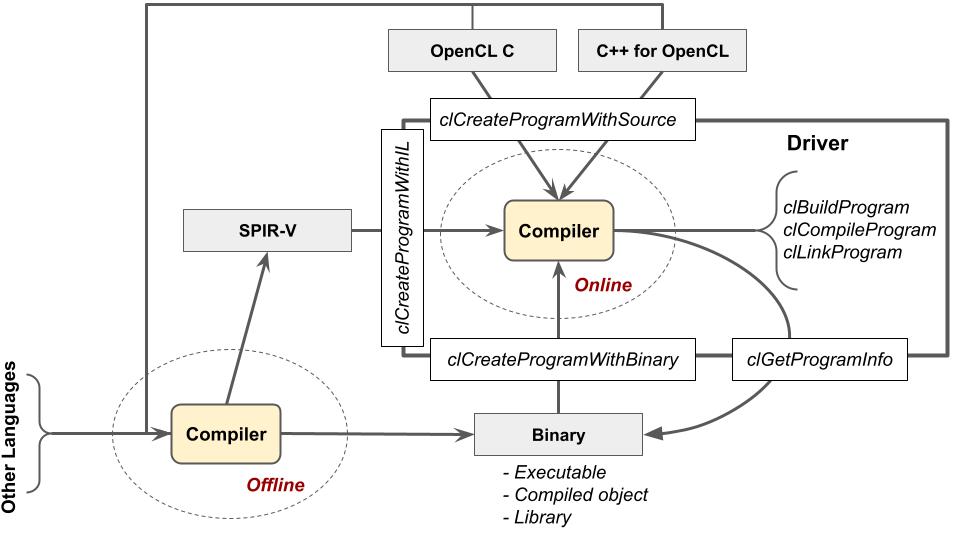 OpenCL C
C++ for OpenCL
clCreateProgramWithSource
Driver
clCreateProgramWithIL
clBuildProgram
clCompileProgram
clLinkProgram
SPIR-V
Compiler
Online
clCreateProgramWithBinary
clGetProgramInfo
Other Languages
Compiler
Offline
Binary
- Executable
- Compiled object
- Library